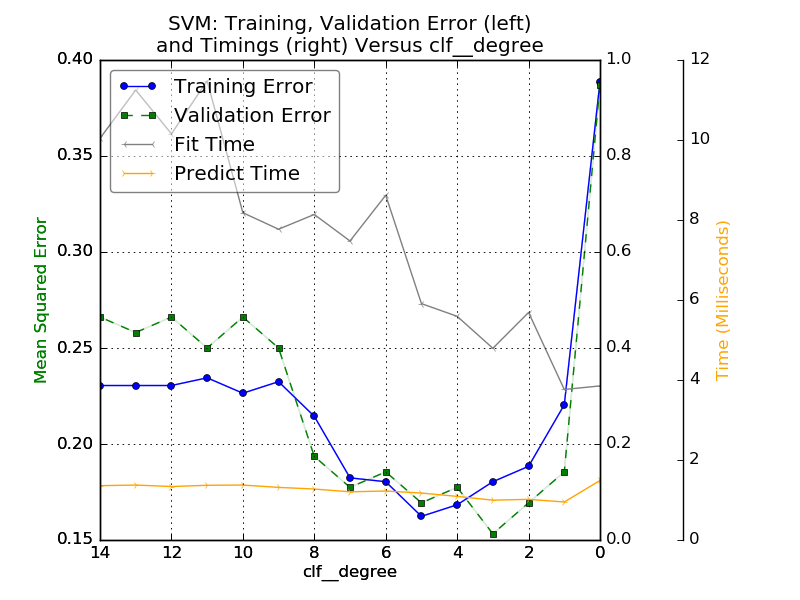 SVM: Training, Validation Error (left)
and Timings (right) Versus clf__degree
Training Error
Validation Error
Fit Time
Predict Time
Mean Squared Error
0.40
0.35
0.30
0.25
0.20
0.15
14 12 10 8 6 4 2 0
clf__degree
1.0
0.8
0.6
0.4
0.2
0.0
12
10
8
6
4
2
0
Time (Milliseconds)